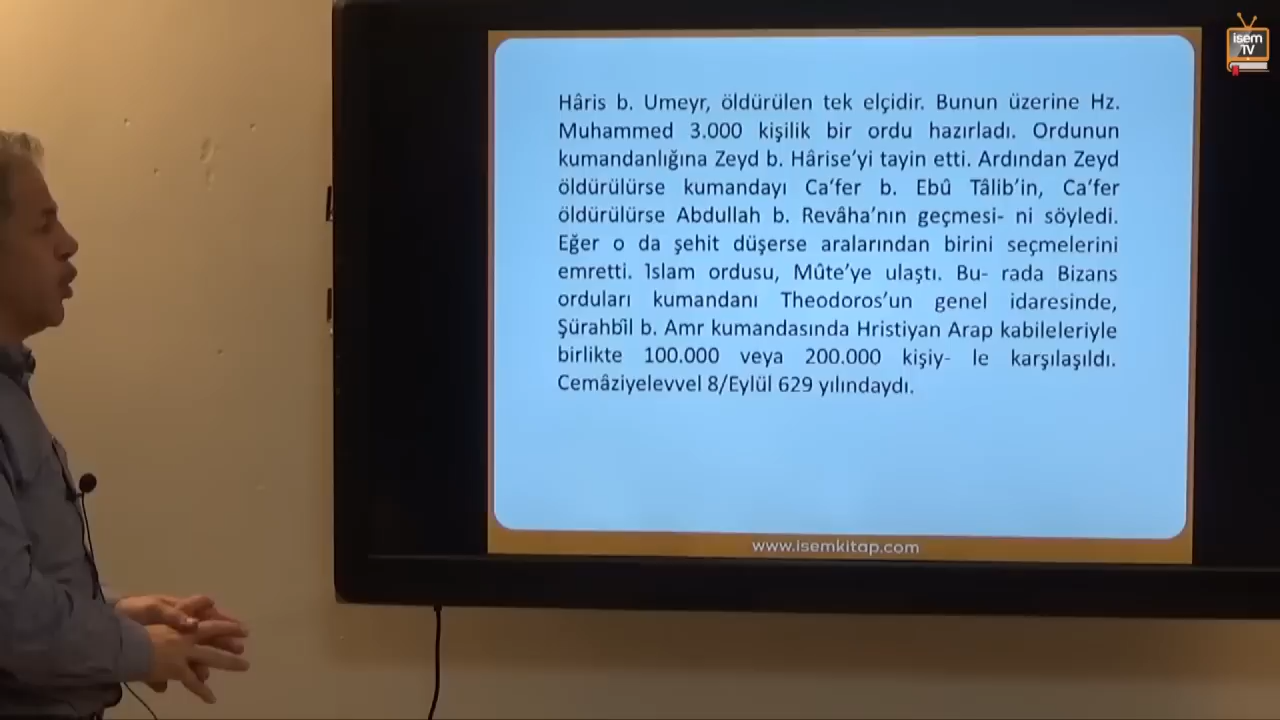 isem
TV
Hâris b. Umeyr, öldürülen tek elçidir. Bunun üzerine Hz.
Muhammed 3.000 kişilik bir ordu hazırladı. Ordunun
kumandanlığına Zeyd b. Hârise’yi tayin etti. Ardından Zeyd
öldürülürse kumandayı Ca‘fer b. Ebû Tâlib’in, Ca‘fer
öldürülürse Abdullah b. Revâha’nın geçmesi- ni söyledi.
Eğer o da şehit düşerse aralarından birini seçmelerini
emretti. İslam ordusu, Mûte’ye ulaştı. Bu- rada Bizans
orduları kumandanı Theodoros’un genel idaresinde,
Şürahbîl b. Amr kumandasında Hristiyan Arap kabileleriyle
birlikte 100.000 veya 200.000 kişiy- le karşılaşıldı.
Cemâziyelevvel 8/Eylül 629 yılındaydı.
www.isemkitap.com